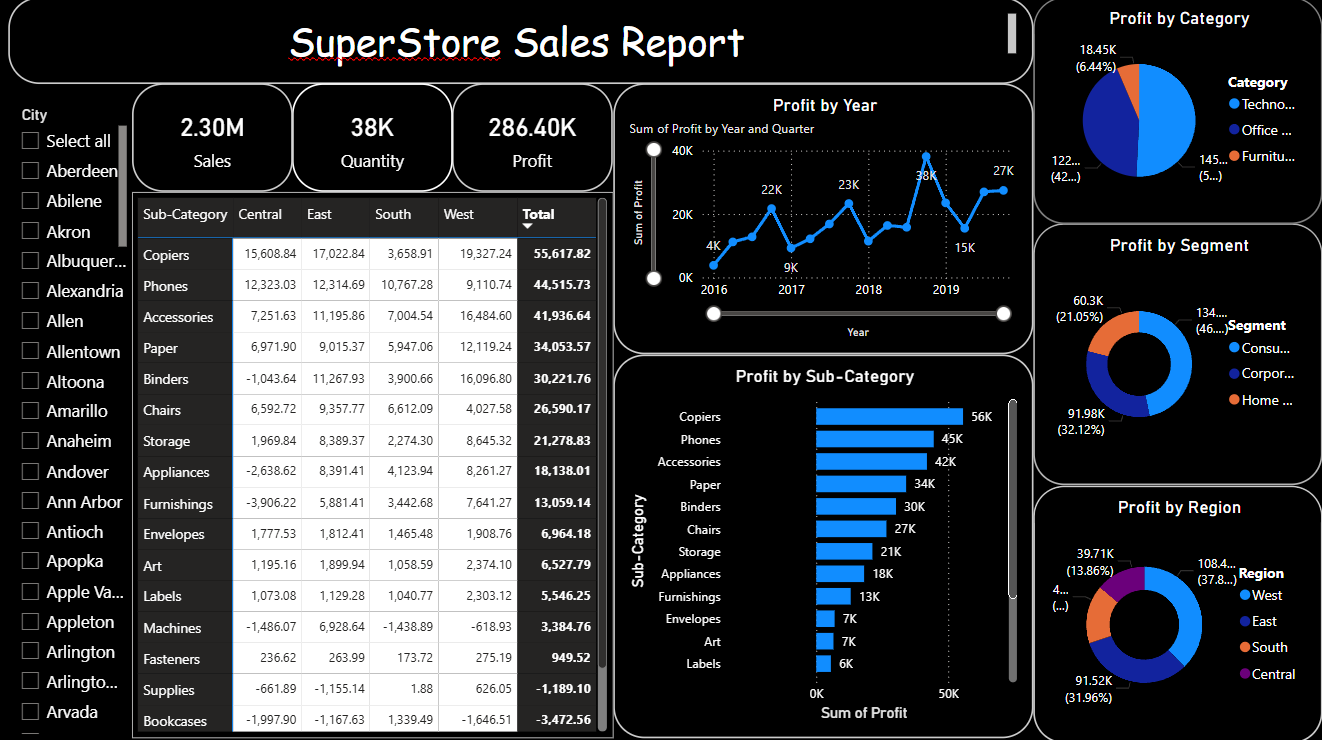 SuperStore Sales Report
City
Select all
Aberdeen
Abilene
Akron
Albuquer...
Alexandria
Allen
Allentown
Altoona
Amarillo
Anaheim
Andover
Ann Arbor
Antioch
Apopka
Apple Va...
Appleton
Arlington
Arlingto...
Arvada
2.30M
Sales
38K
Quantity
286.40K
Profit
Sub-Category Central East South West Total
Copiers 15,608.84 17,022.84 3,658.91 19,327.24 55,617.82
Phones 12,323.03 12,314.69 10,767.28 9,110.74 44,515.73
Accessories 7,251.63 11,195.86 7,004.54 16,484.60 41,936.64
Paper 6,971.90 9,015.37 5,947.06 12,119.24 34,053.57
Binders -1,043.64 11,267.93 3,900.66 16,096.80 30,221.76
Chairs 6,592.72 9,357.77 6,612.09 4,027.58 26,590.17
Storage 1,969.84 8,389.37 2,274.30 8,645.32 21,278.83
Appliances -2,638.62 8,391.41 4,123.94 8,261.27 18,138.01
Furnishings -3,906.22 5,881.41 3,442.68 7,641.27 13,059.14
Envelopes 1,777.53 1,812.41 1,465.48 1,908.76 6,964.18
Art 1,195.16 1,899.94 1,058.59 2,374.10 6,527.79
Labels 1,073.08 1,129.28 1,040.77 2,303.12 5,546.25
Machines -1,486.07 6,928.64 -1,438.89 -618.93 3,384.76
Fasteners 236.62 263.99 173.72 275.19 949.52
Supplies -661.89 -1,155.14 1.88 626.05 -1,189.10
Bookcases -1,997.90 -1,167.63 1,339.49 -1,646.51 -3,472.56
Profit by Year
Sum of Profit by Year and Quarter
Sum of Profit
40K
20K
0K
4K
22K
9K
23K
38K
15K
27K
2016 2017 2018 2019
Year
Profit by Sub-Category
Sub-Category
Copiers 56K
Phones 45K
Accessories 42K
Paper 34K
Binders 30K
Chairs 27K
Storage 21K
Appliances 18K
Furnishings 13K
Envelopes 7K
Art 7K
Labels 6K
0K 50K
Sum of Profit
Profit by Category
18.45K
(6.44%)
122...
(42...)
145...
(5...)
Category
Techno...
Office ...
Furnitu...
Profit by Segment
60.3K
(21.05%)
134....
(46....)
91.98K
(32.12%)
Segment
Consu...
Corpor...
Home ...
Profit by Region
39.71K
(13.86%)
108.4...
(37.8...)
4...
(...)
91.52K
(31.96%)
Region
West
East
South
Central